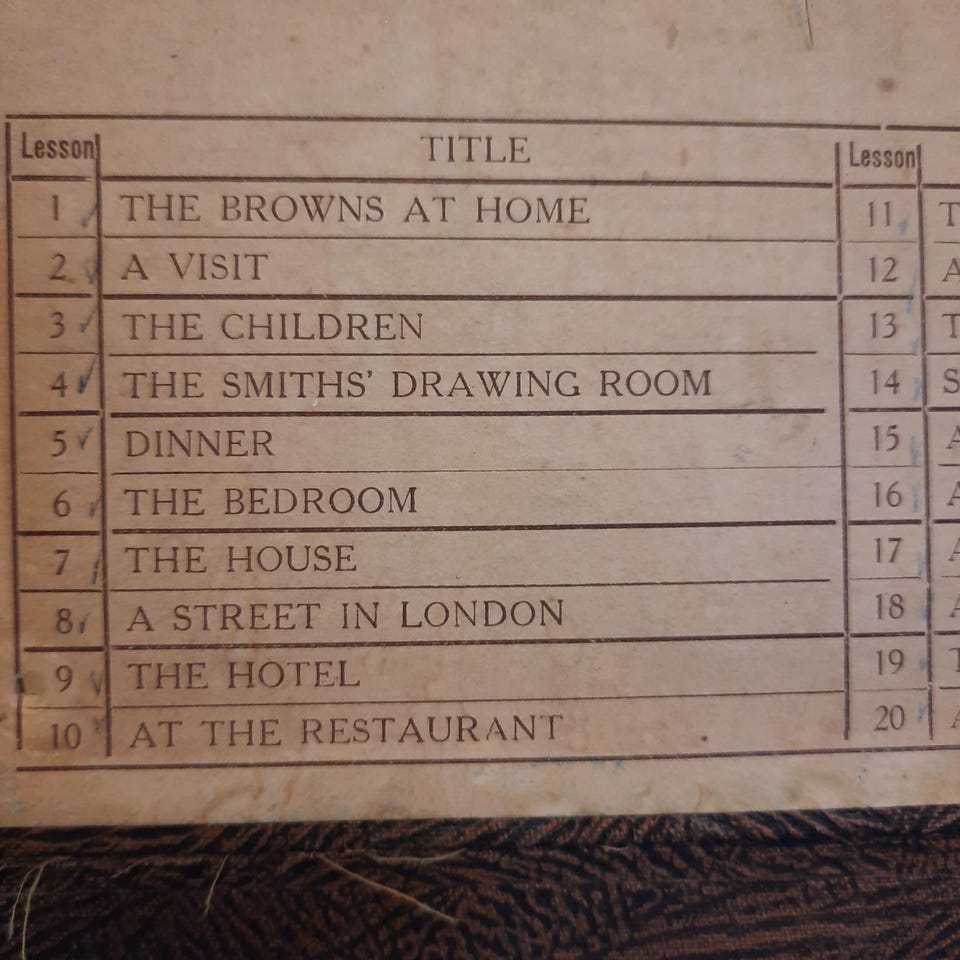 Lesson TITLE Lesson
1 THE BROWNS AT HOME 11
2 A VISIT 12
3 THE CHILDREN 13
4 THE SMITHS' DRAWING ROOM 14
5 DINNER 15
6 THE BEDROOM 16
7 THE HOUSE 17
8 A STREET IN LONDON 18
9 THE HOTEL 19
10 AT THE RESTAURANT 20